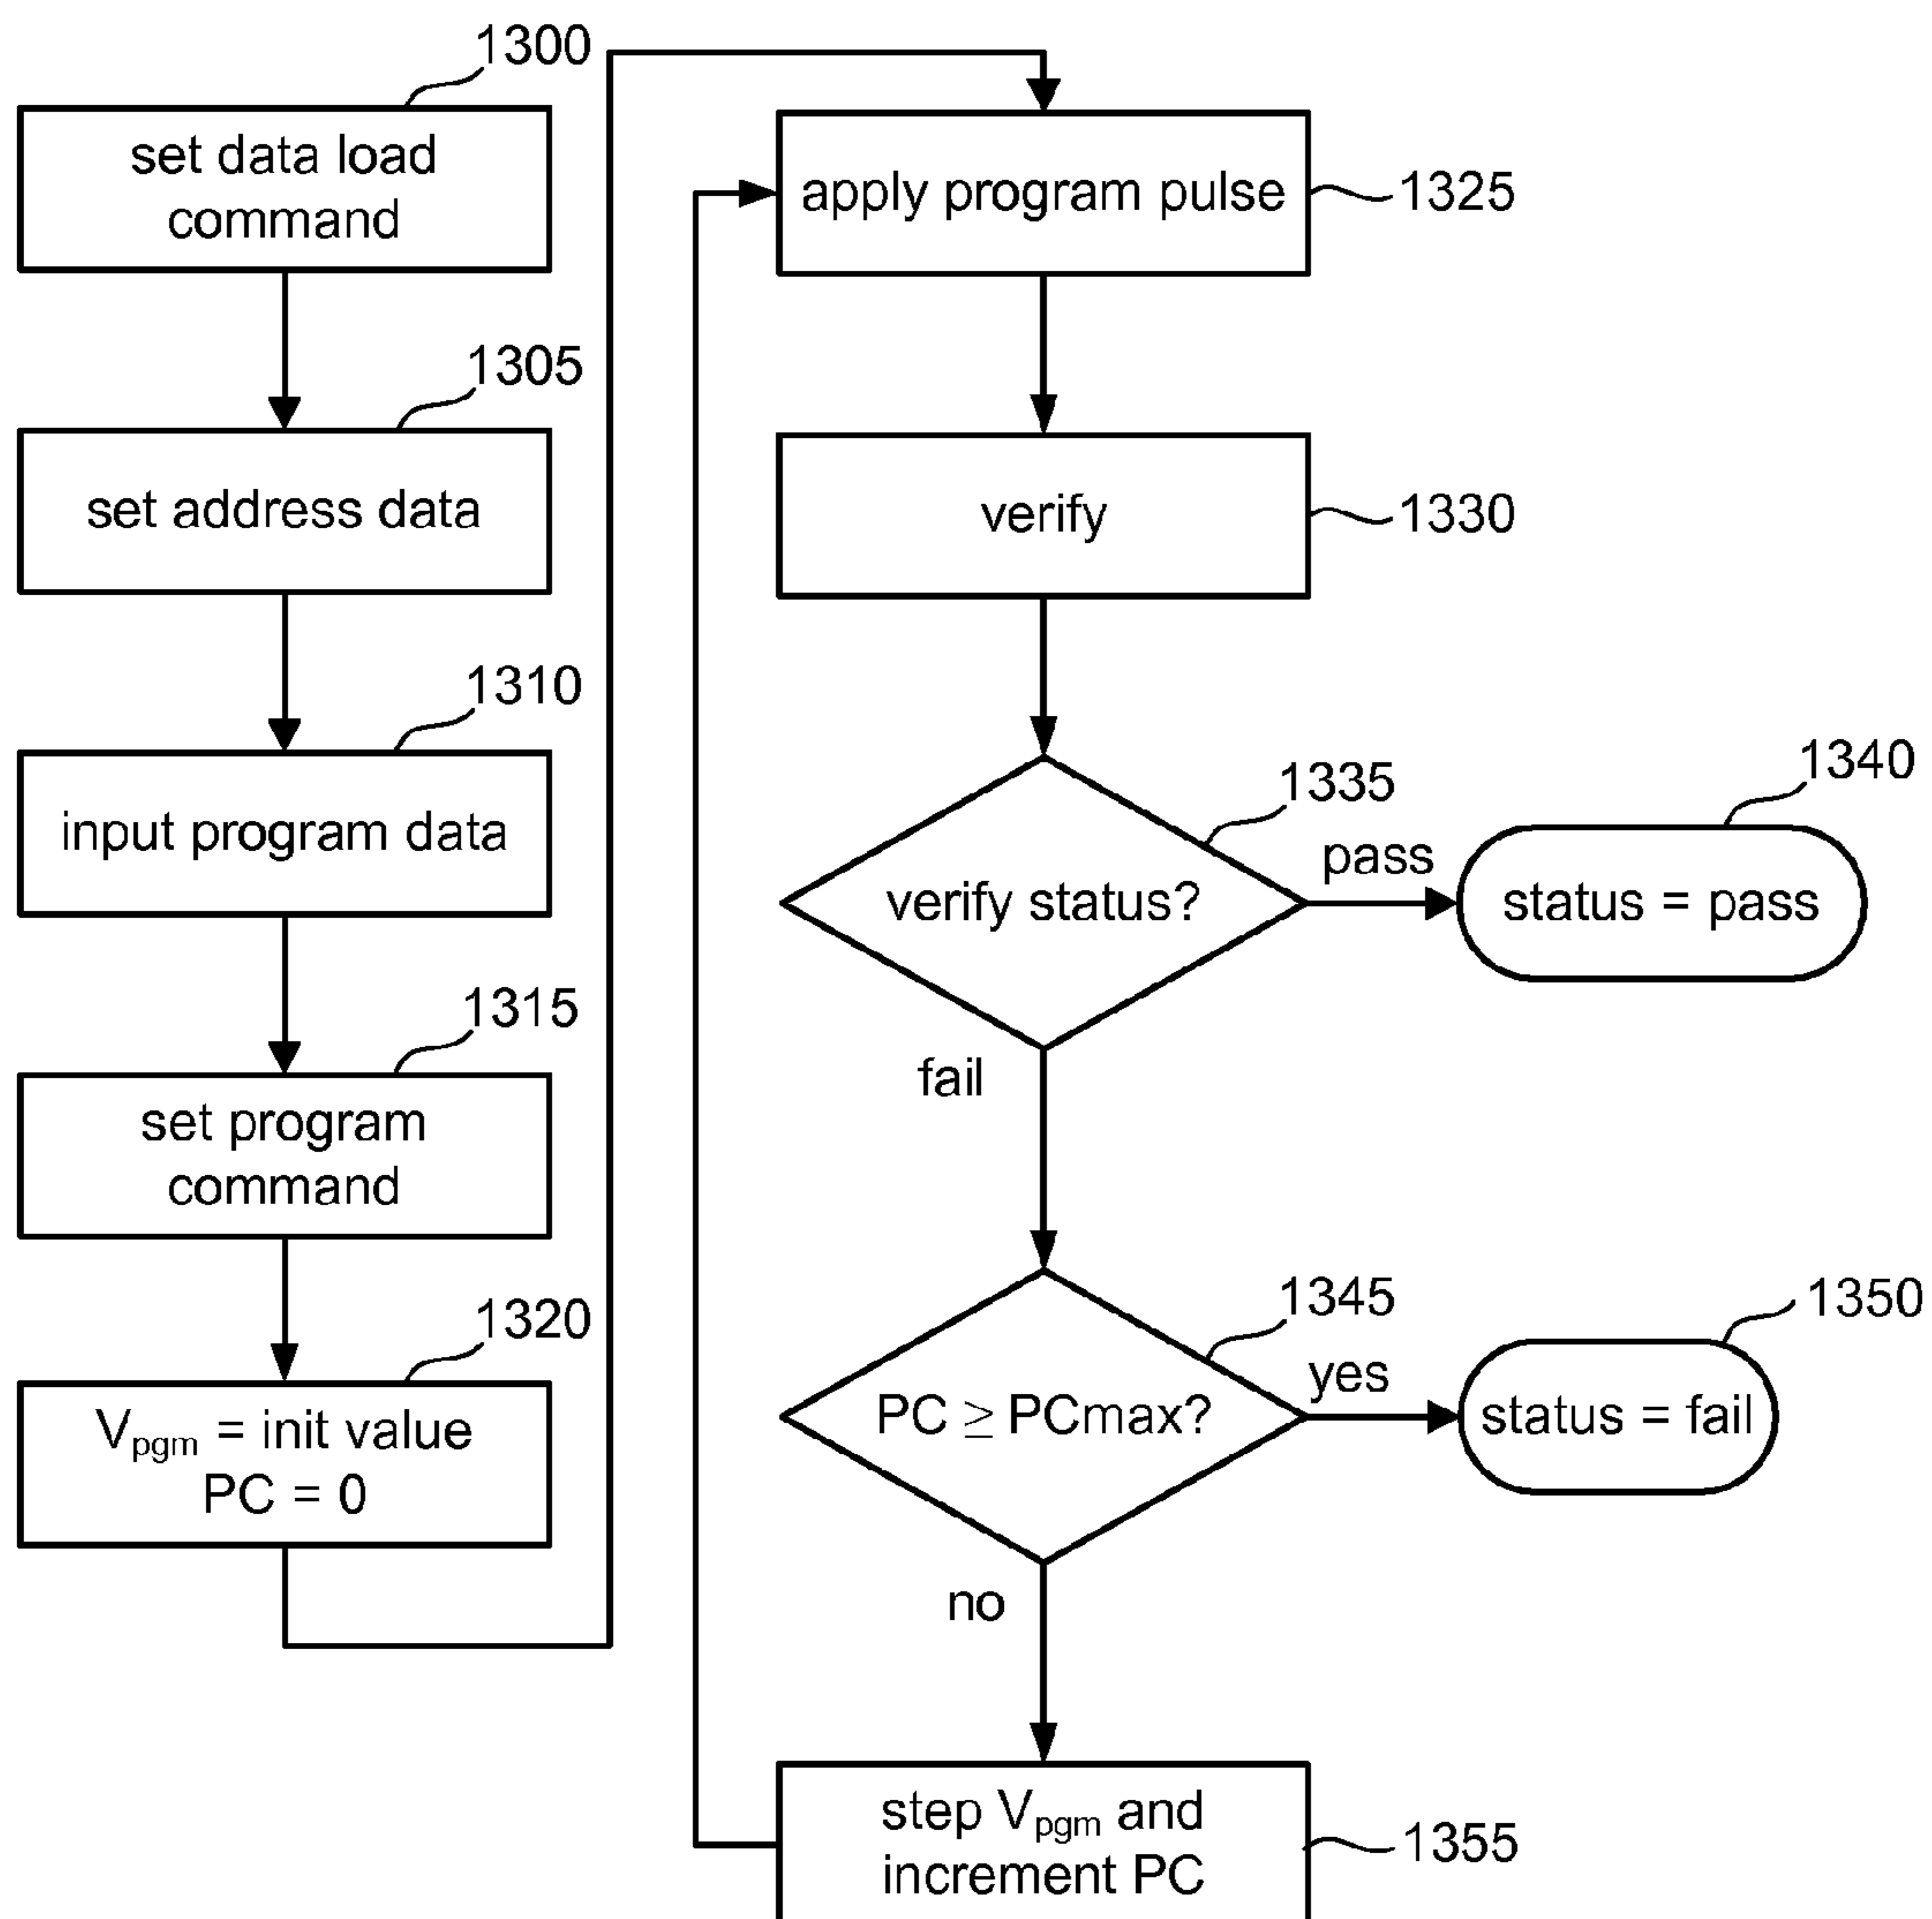 1300
set data load
command
1305
set address data
1310
input program data
1315
set program
command
1320
Vpgm = init value
PC = 0
apply program pulse
1325
verify
1330
1335
verify status?
pass
1340
status = pass
fail
1345
PC ≥ PCmax?
yes
1350
status = fail
no
step Vpgm and
increment PC
1355